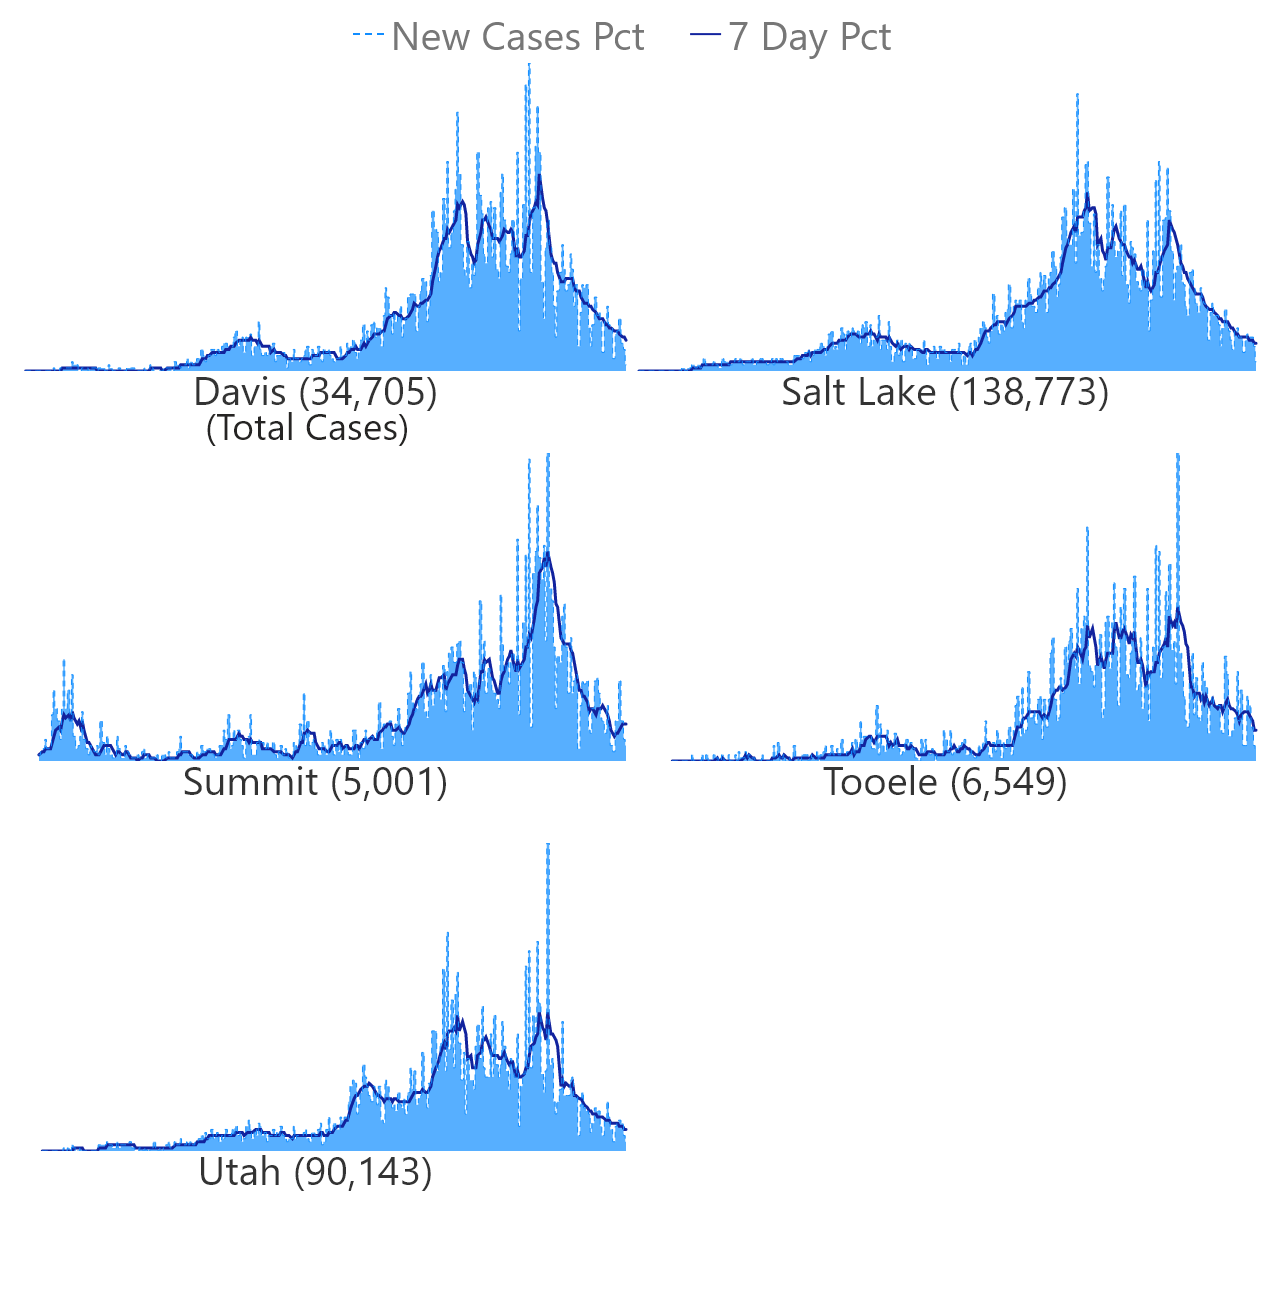 New Cases Pct 7 Day Pct
Davis (34,705)
(Total Cases)
Salt Lake (138,773)
Summit (5,001)
Tooele (6,549)
Utah (90,143)